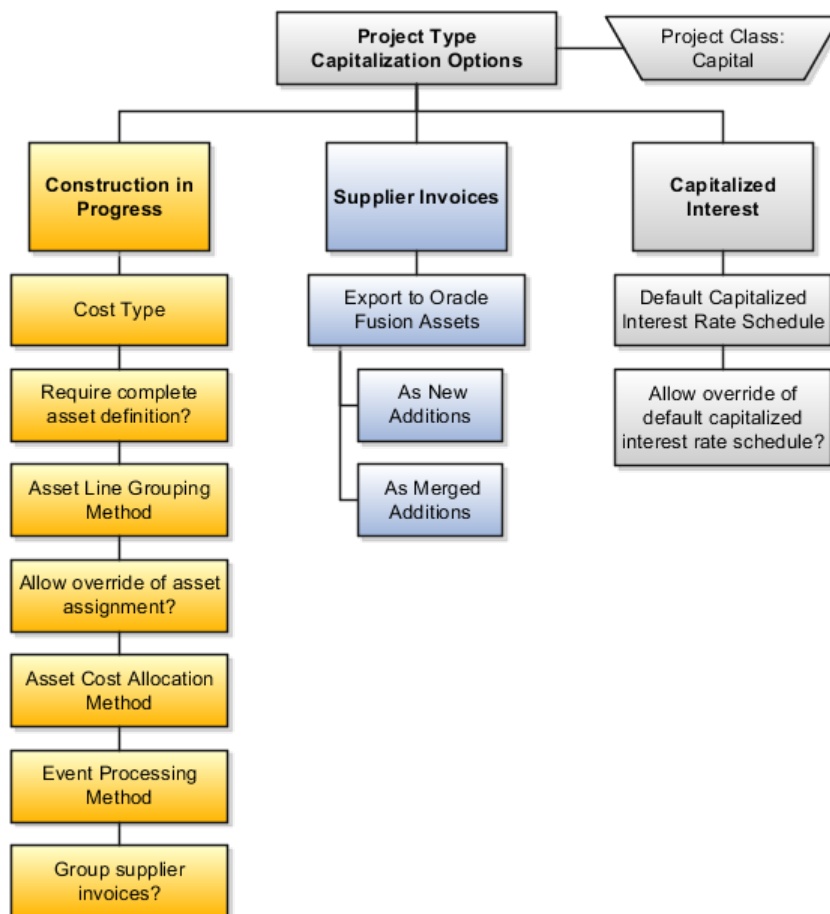 Project Type
Capitalization Options
Project Class:
Capital
Construction in
Progress
Supplier Invoices
Capitalized
Interest
Cost Type
Export to Oracle
Fusion Assets
Default Capitalized
Interest Rate Schedule
Require complete
asset definition?
As New
Additions
Allow override of
default capitalized
interest rate schedule?
Asset Line Grouping
Method
As Merged
Additions
Allow override of asset
assignment?
Asset Cost Allocation
Method
Event Processing
Method
Group supplier
invoices?